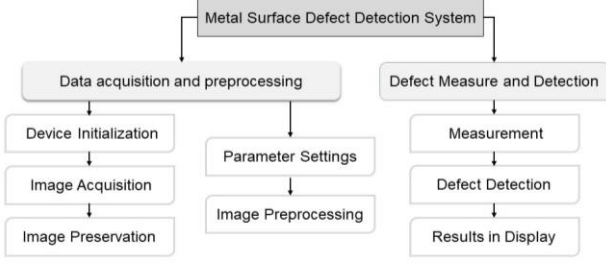 Metal Surface Defect Detection System
Data acquisition and preprocessing
Defect Measure and Detection
Device Initialization
Image Acquisition
Image Preservation
Parameter Settings
Image Preprocessing
Measurement
Defect Detection
Results in Display